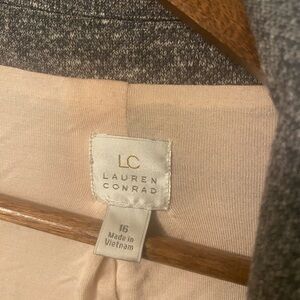 LC
LAUREN
CONRAD
16
Made in
Vietnam